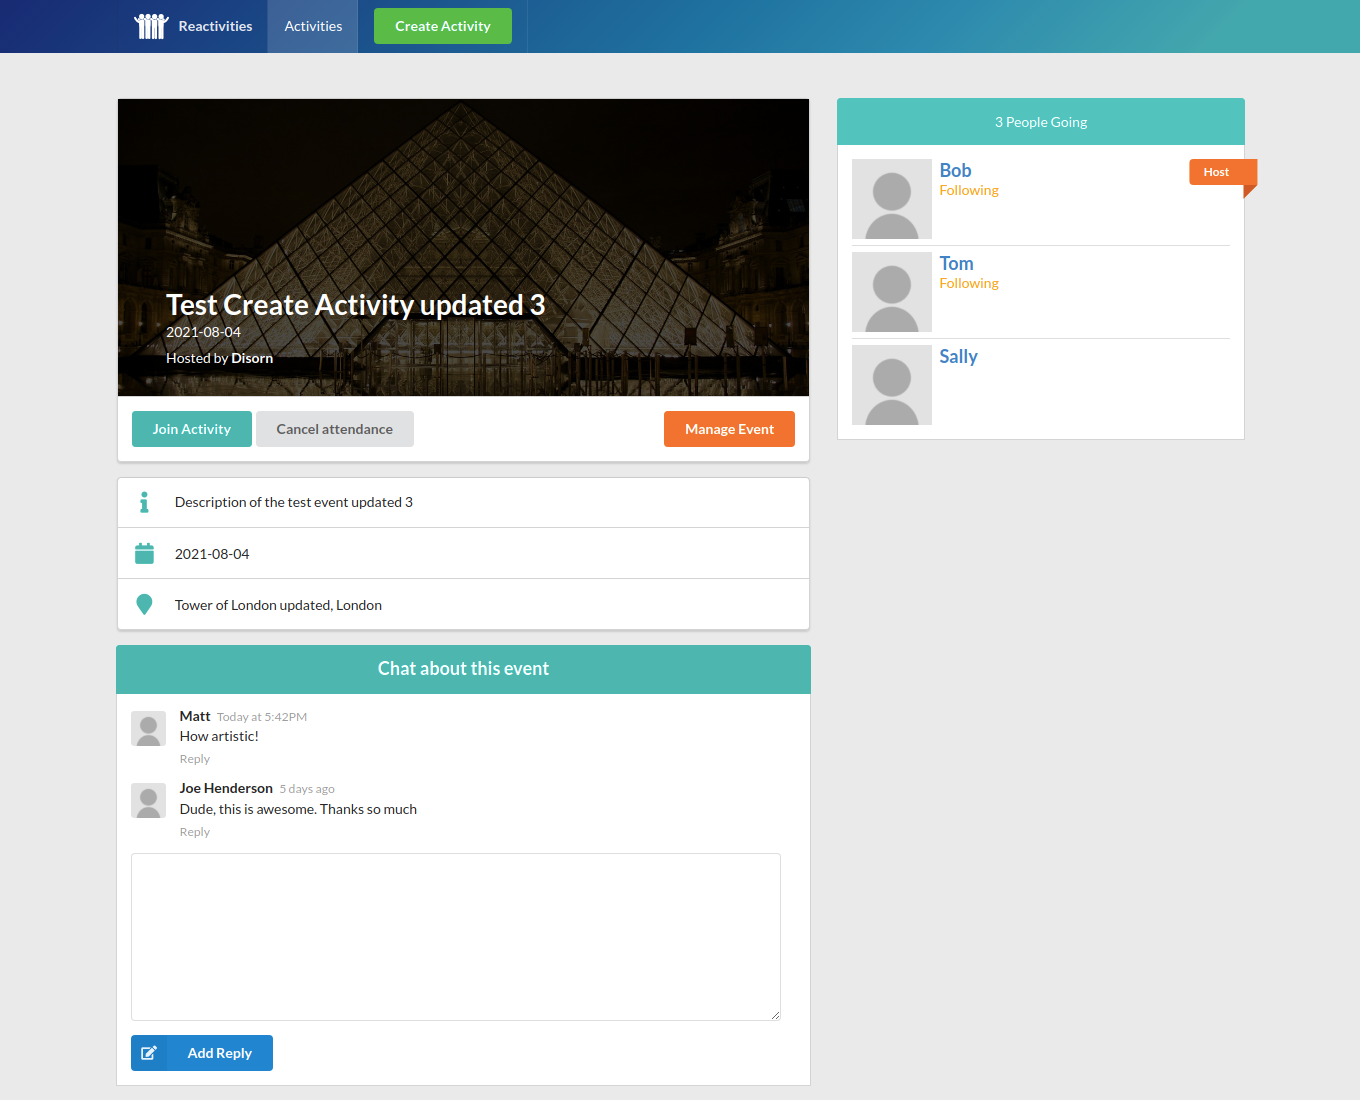 Reactivities
Activities
Create Activity
Test Create Activity updated 3
2021-08-04
Hosted by Disorn
Join Activity
Cancel attendance
Manage Event
Description of the test event updated 3
2021-08-04
Tower of London updated, London
Chat about this event
Matt Today at 5:42PM
How artistic!
Reply
Joe Henderson 5 days ago
Dude, this is awesome. Thanks so much
Reply
Add Reply
3 People Going
Bob
Host
Following
Tom
Following
Sally